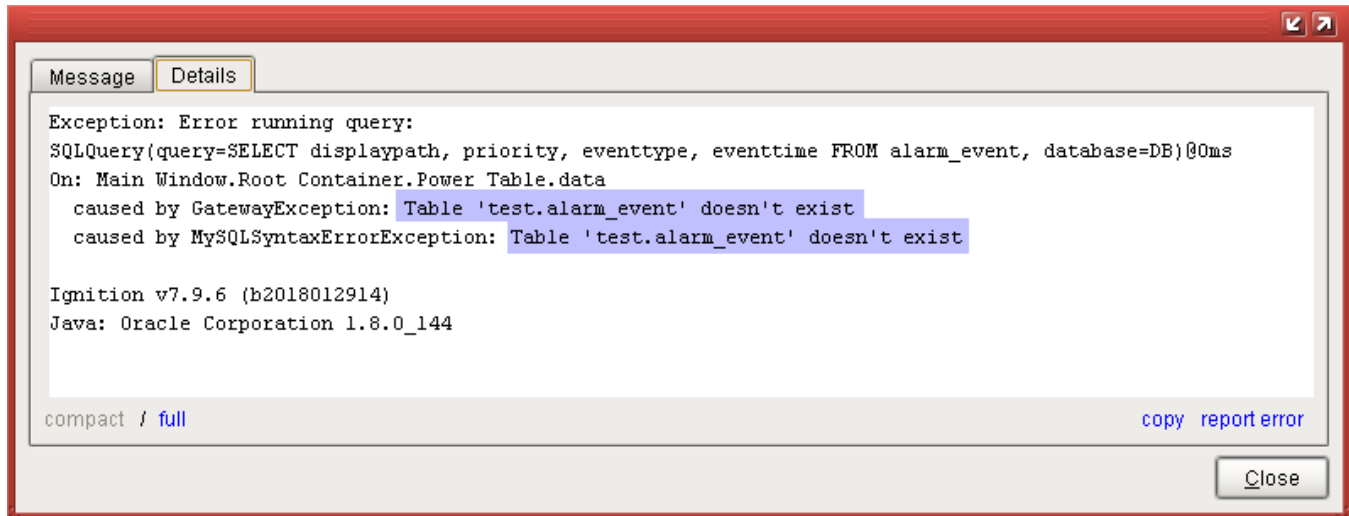 Message Details
Exception: Error running query:
SQLQuery(query=SELECT displaypath, priority, eventtype, eventtime FROM alarm_event, database=DB)@0ms
On: Main Window.Root Container.Power Table.data
caused by GatewayException: Table 'test.alarm_event' doesn't exist
caused by MySQLSyntaxErrorException: Table 'test.alarm_event' doesn't exist
Ignition v7.9.6 (b2018012914)
Java: Oracle Corporation 1.8.0_144
compact / full copy report error
Close